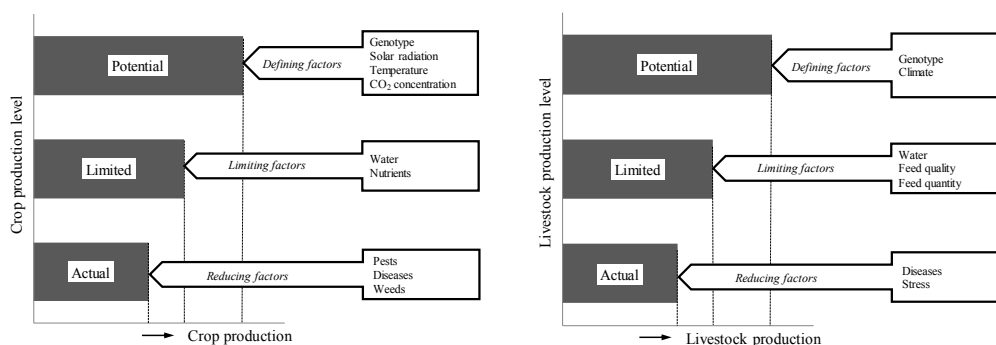 Crop production level
Potential
Defining factors
Genotype
Solar radiation
Temperature
CO₂ concentration
Limited
Limiting factors
Water
Nutrients
Actual
Reducing factors
Pests
Diseases
Weeds
Crop production
Livestock production level
Potential
Defining factors
Genotype
Climate
Limited
Limiting factors
Water
Feed quality
Feed quantity
Actual
Reducing factors
Diseases
Stress
Livestock production